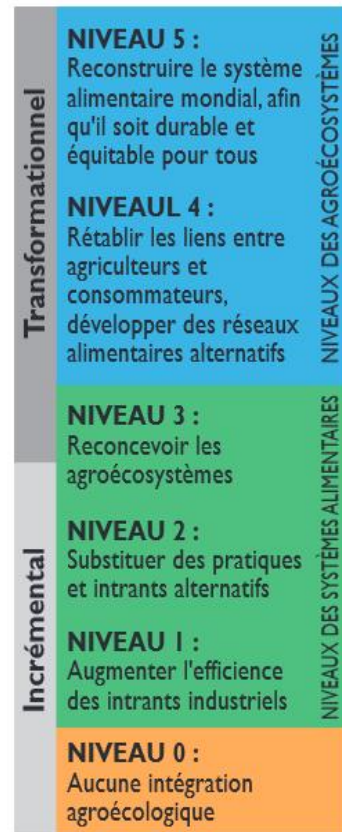 Transformationnel
NIVEAU 5 :
Reconstruire le système
alimentaire mondial, afin
qu'il soit durable et
équitable pour tous
NIVEAUL 4 :
Rétablir les liens entre
agriculteurs et
consommateurs,
développer des réseaux
alimentaires alternatifs
NIVEAUX DES AGROÉCOSYSTÈMES
NIVEAU 3 :
Reconcevoir les
agroécosystèmes
Incrémental
NIVEAU 2 :
Substituer des pratiques
et intrants alternatifs
NIVEAU I :
Augmenter l'efficience
des intrants industriels
NIVEAUX DES SYSTÈMES ALIMENTAIRES
NIVEAU 0 :
Aucune intégration
agroécologique